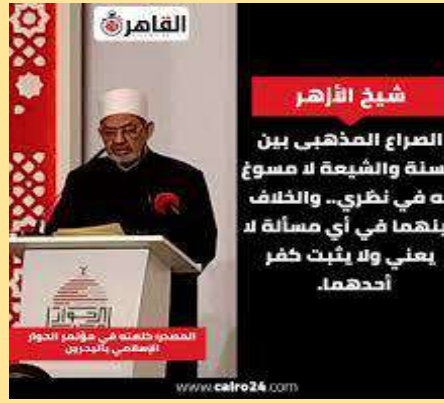 القاهرة
شيخ الأزهر
الصراع المذهبي بين
السنة والشيعة لا مسوغ
له في نظري.. والخلاف
بينهما في أي مسألة لا
يعني ولا يثبت كفر
أحدهما.
الحوار
المصدر: كلمته في مؤتمر الحوار
الإسلامي بالبحرين
www.cairo24.com